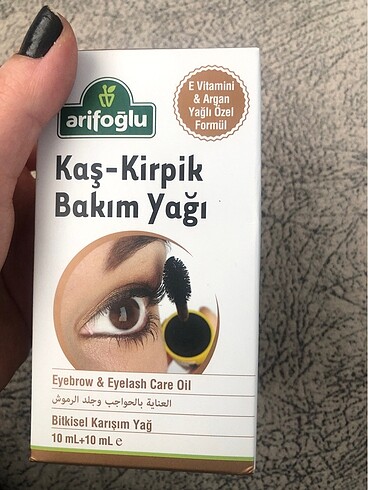 arifoğlu
E Vitamini
& Argan
Yağlı Özel
Formül
Kaş-Kirpik
Bakım Yağı
Eyebrow & Eyelash Care Oil
العناية بالحواجب وجلد الرموش
Bitkisel Karışım Yağ
10 mL+10 mL e